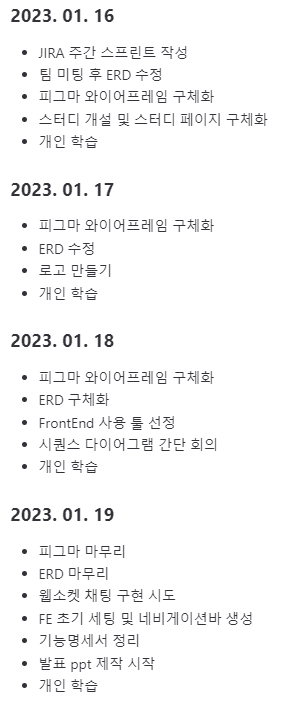 2023. 01. 16
JIRA 주간 스프린트 작성
팀 미팅 후 ERD 수정
피그마 와이어프레임 구체화
스터디 개설 및 스터디 페이지 구체화
개인 학습
2023. 01. 17
피그마 와이어프레임 구체화
ERD 수정
로고 만들기
개인 학습
2023. 01. 18
피그마 와이어프레임 구체화
ERD 구체화
FrontEnd 사용 툴 선정
시퀀스 다이어그램 간단 회의
개인 학습
2023. 01. 19
피그마 마무리
ERD 마무리
웹소켓 채팅 구현 시도
FE 초기 세팅 및 네비게이션바 생성
기능명세서 정리
발표 ppt 제작 시작
개인 학습